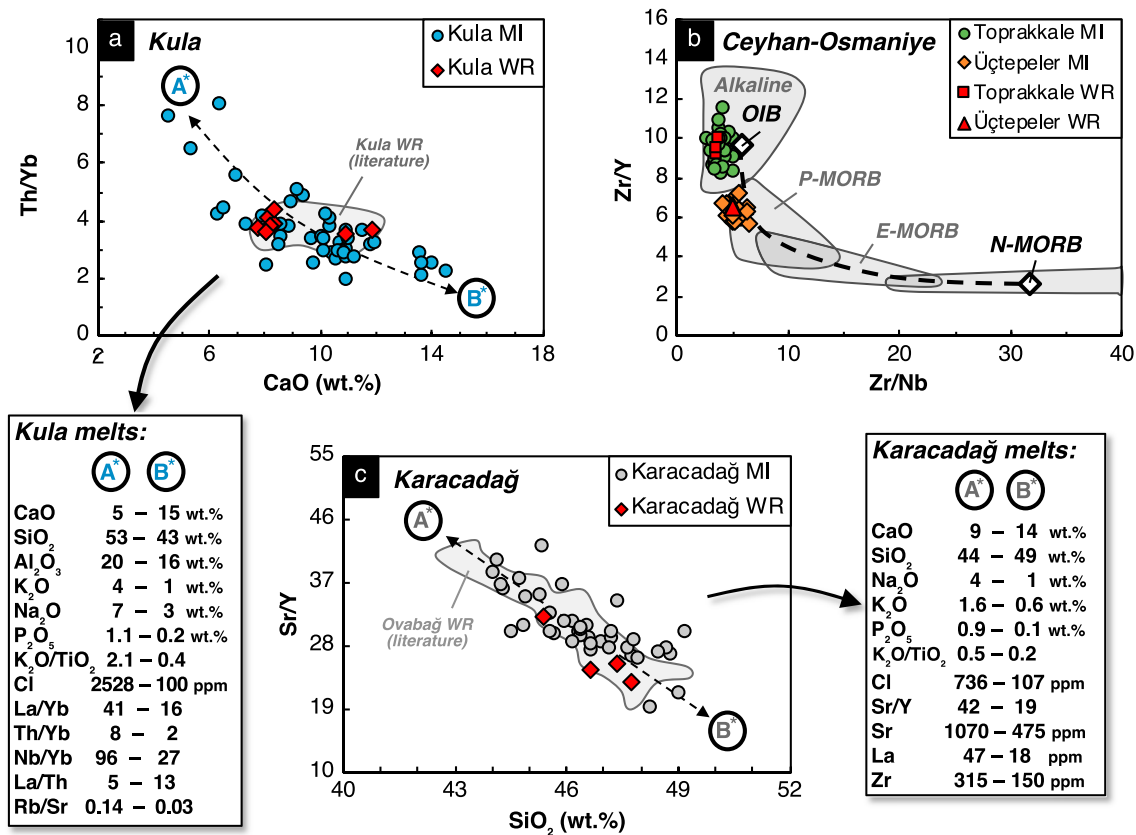 a
Kula
Kula MI
Kula WR
Kula WR
(literature)
A*
B*
10
8
6
4
2
0
Th/Yb
2
6
10
14
18
CaO (wt.%)
b
Ceyhan-Osmaniye
Toprakkale MI
Üçtepeler MI
Toprakkale WR
Üçtepeler WR
Alkaline
OIB
P-MORB
E-MORB
N-MORB
16
14
12
10
8
6
4
2
0
Zr/Y
0
10
20
30
40
Zr/Nb
Kula melts:
A* B*
CaO 5 – 15 wt.%
SiO₂ 53 – 43 wt.%
Al₂O₃ 20 – 16 wt.%
K₂O 4 – 1 wt.%
Na₂O 7 – 3 wt.%
P₂O₅ 1.1 – 0.2 wt.%
K₂O/TiO₂ 2.1 – 0.4
Cl 2528 – 100 ppm
La/Yb 41 – 16
Th/Yb 8 – 2
Nb/Yb 96 – 27
La/Th 5 – 13
Rb/Sr 0.14 – 0.03
c
Karacadağ
Karacadağ MI
Karacadağ WR
A*
B*
Ovabağ WR
(literature)
55
46
37
28
19
10
Sr/Y
40
43
46
49
52
SiO₂ (wt.%)
Karacadağ melts:
A* B*
CaO 9 – 14 wt.%
SiO₂ 44 – 49 wt.%
Na₂O 4 – 1 wt.%
K₂O 1.6 – 0.6 wt.%
P₂O₅ 0.9 – 0.1 wt.%
K₂O/TiO₂ 0.5 – 0.2
Cl 736 – 107 ppm
Sr/Y 42 – 19
Sr 1070 – 475 ppm
La 47 – 18 ppm
Zr 315 – 150 ppm